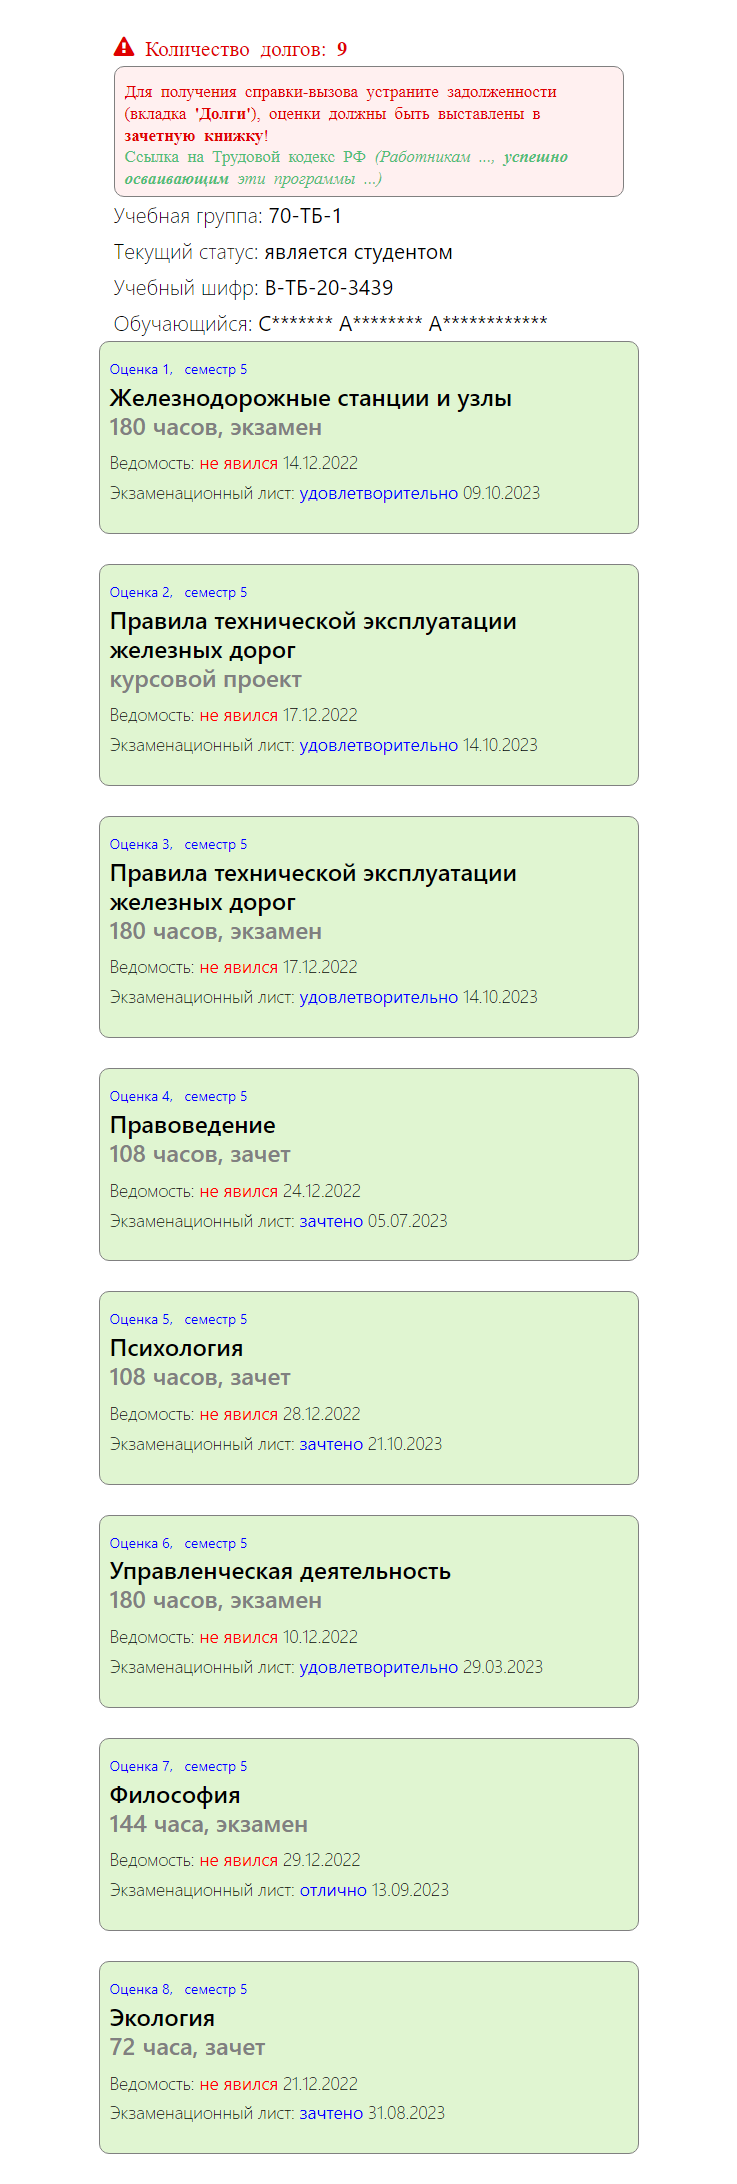 Количество долгов: 9
Для получения справки-вызова устраните задолженности
(вкладка 'Долги'), оценки должны быть выставлены в
зачетную книжку!
Ссылка на Трудовой кодекс РФ (Работникам ..., успешно
осваивающим эти программы ...)
Учебная группа: 70-ТБ-1
Текущий статус: является студентом
Учебный шифр: В-ТБ-20-3439
Обучающийся: С******* А******** А************
Оценка 1, семестр 5
Железнодорожные станции и узлы
180 часов, экзамен
Ведомость: не явился 14.12.2022
Экзаменационный лист: удовлетворительно 09.10.2023
Оценка 2, семестр 5
Правила технической эксплуатации
железных дорог
курсовой проект
Ведомость: не явился 17.12.2022
Экзаменационный лист: удовлетворительно 14.10.2023
Оценка 3, семестр 5
Правила технической эксплуатации
железных дорог
180 часов, экзамен
Ведомость: не явился 17.12.2022
Экзаменационный лист: удовлетворительно 14.10.2023
Оценка 4, семестр 5
Правоведение
108 часов, зачет
Ведомость: не явился 24.12.2022
Экзаменационный лист: зачтено 05.07.2023
Оценка 5, семестр 5
Психология
108 часов, зачет
Ведомость: не явился 28.12.2022
Экзаменационный лист: зачтено 21.10.2023
Оценка 6, семестр 5
Управленческая деятельность
180 часов, экзамен
Ведомость: не явился 10.12.2022
Экзаменационный лист: удовлетворительно 29.03.2023
Оценка 7, семестр 5
Философия
144 часа, экзамен
Ведомость: не явился 29.12.2022
Экзаменационный лист: отлично 13.09.2023
Оценка 8, семестр 5
Экология
72 часа, зачет
Ведомость: не явился 21.12.2022
Экзаменационный лист: зачтено 31.08.2023